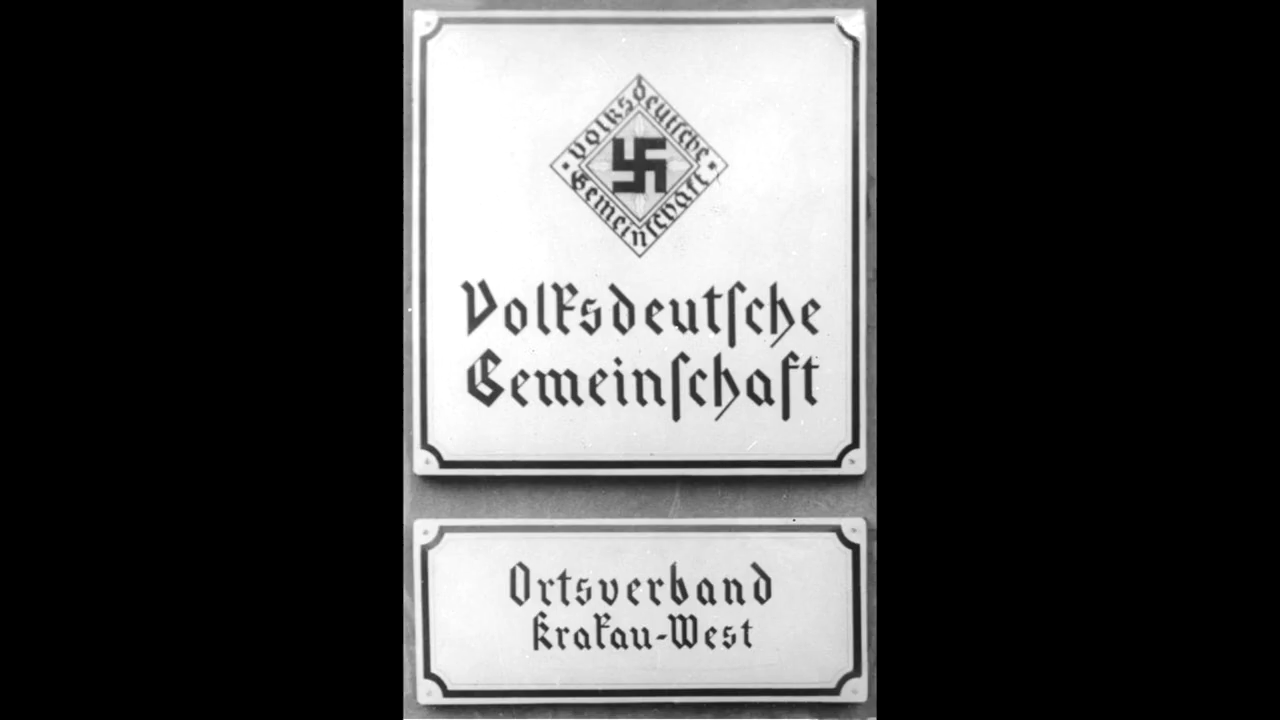 Volksdeutsche
Gemeinschaft
Volksdeutsche
Gemeinschaft
Ortsverband
Krakau-West